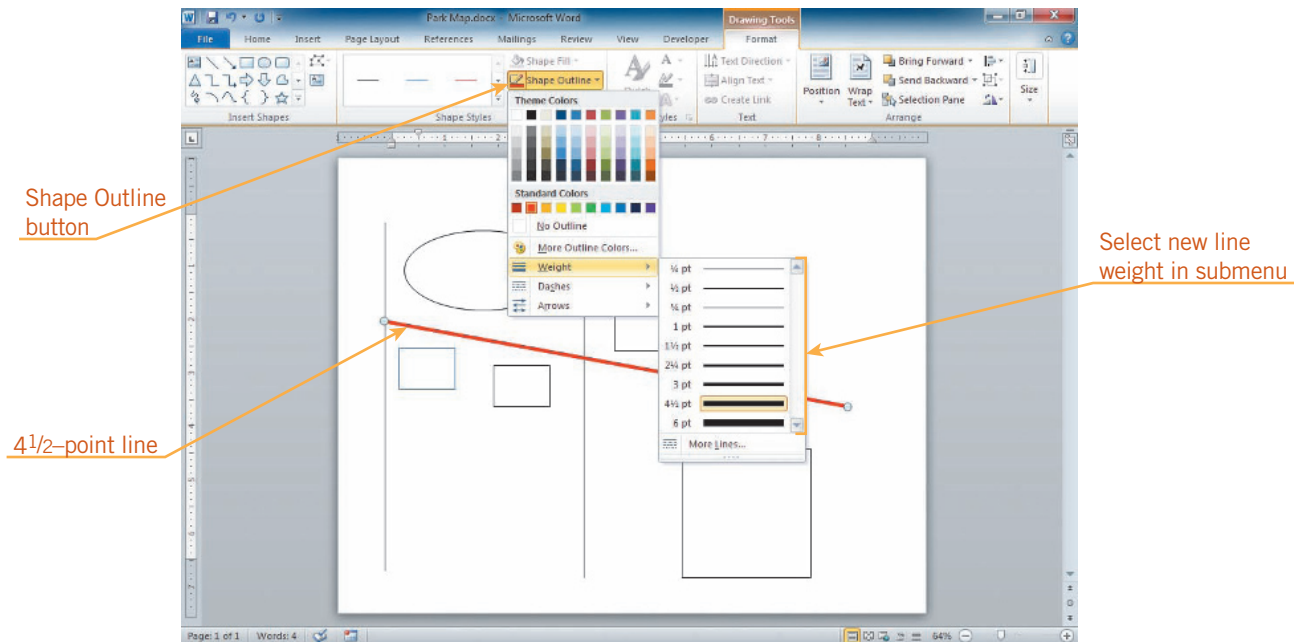 Park Map.docx - Microsoft Word
Drawing Tools
File Home Insert Page Layout References Mailings Review View Developer Format
Shape Fill
Shape Outline
Text Direction
Align Text
Create Link
Position
Wrap Text
Bring Forward
Send Backward
Selection Pane
Size
Insert Shapes
Shape Styles
Text
Arrange
Theme Colors
Standard Colors
No Outline
More Outline Colors...
Weight
Dashes
Arrows
¼ pt
½ pt
¾ pt
1 pt
1½ pt
2¼ pt
3 pt
4½ pt
6 pt
More Lines...
Shape Outline
button
41/2–point line
Select new line
weight in submenu
Page: 1 of 1 Words: 4
64%